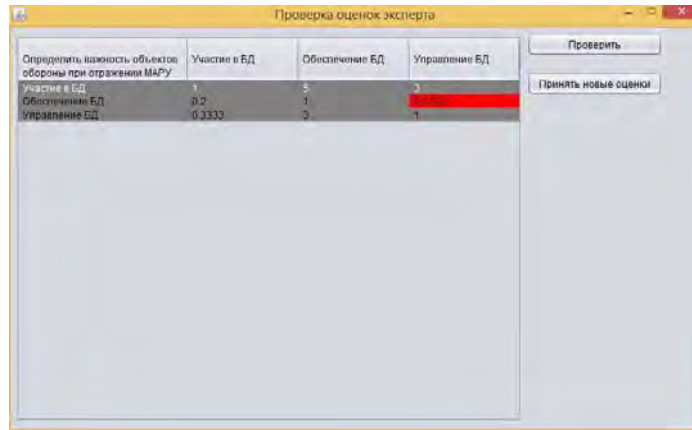 Проверка оценок эксперта
Определить важность объектов обороны при отражении МАРУ
Участие в БД
Обеспечение БД
Управление БД
Проверить
Принять новые оценки
Участие в БД 1 5 3
Обеспечение БД 0.2 1
Управление БД 0.3333 3 1